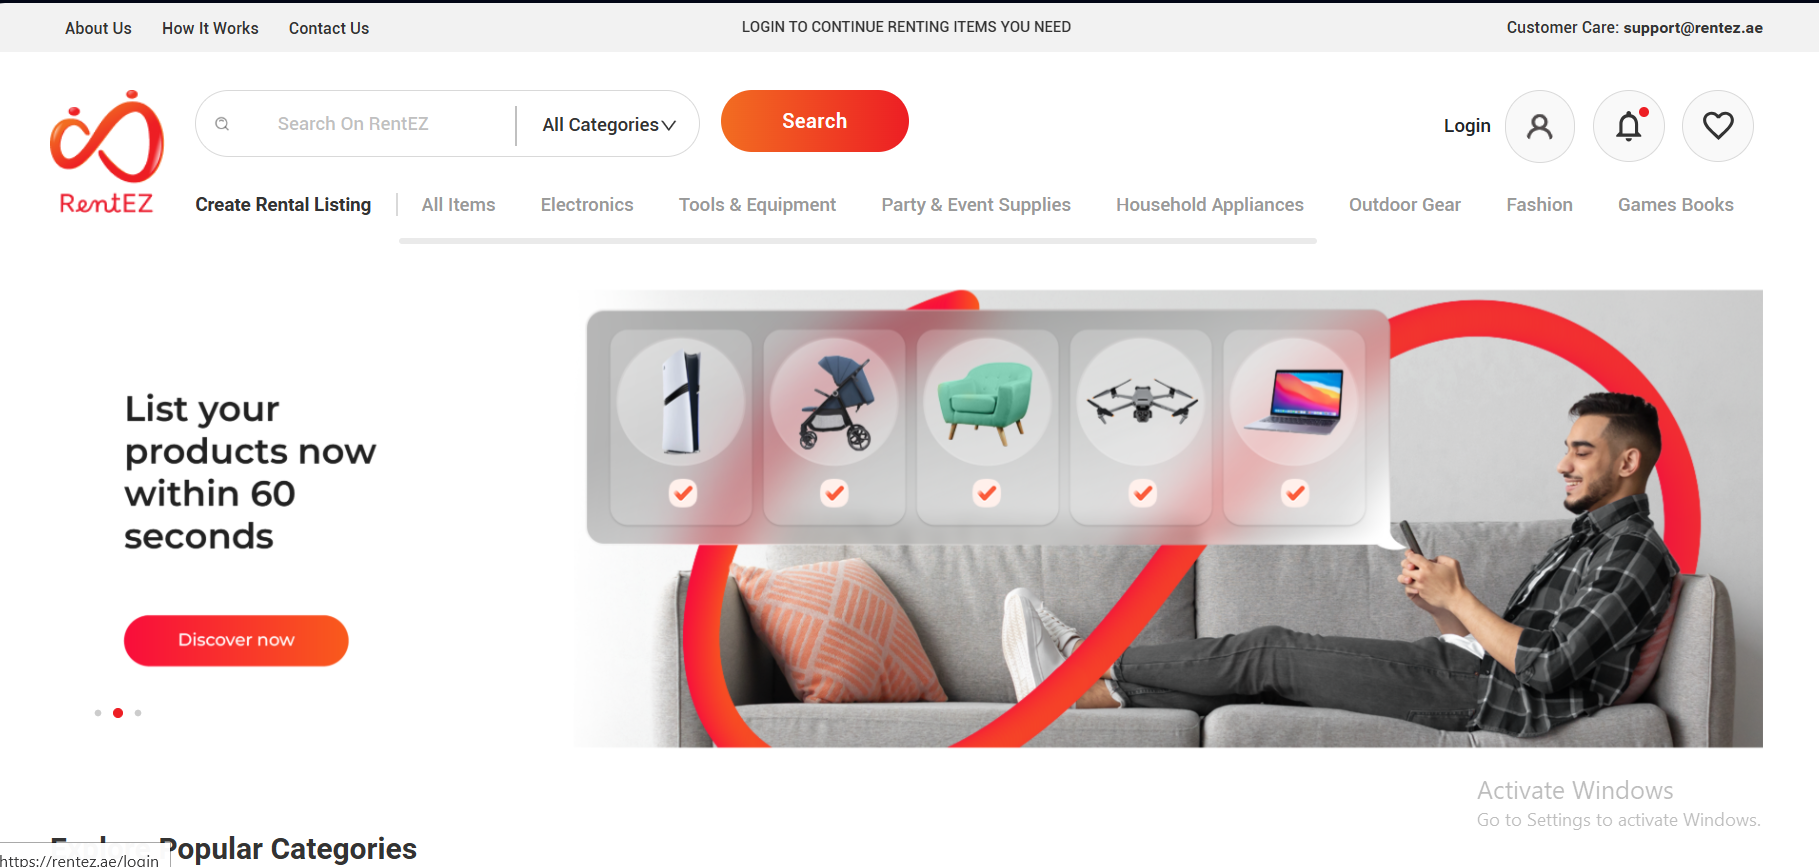 About Us How It Works Contact Us LOGIN TO CONTINUE RENTING ITEMS YOU NEED Customer Care: support@rentez.ae
Search On RentEZ All Categories Search Login
RentEZ
Create Rental Listing All Items Electronics Tools & Equipment Party & Event Supplies Household Appliances Outdoor Gear Fashion Games Books
List your
products now
within 60
seconds
Discover now
Activate Windows
Go to Settings to activate Windows.
Explore Popular Categories
https://rentez.ae/login